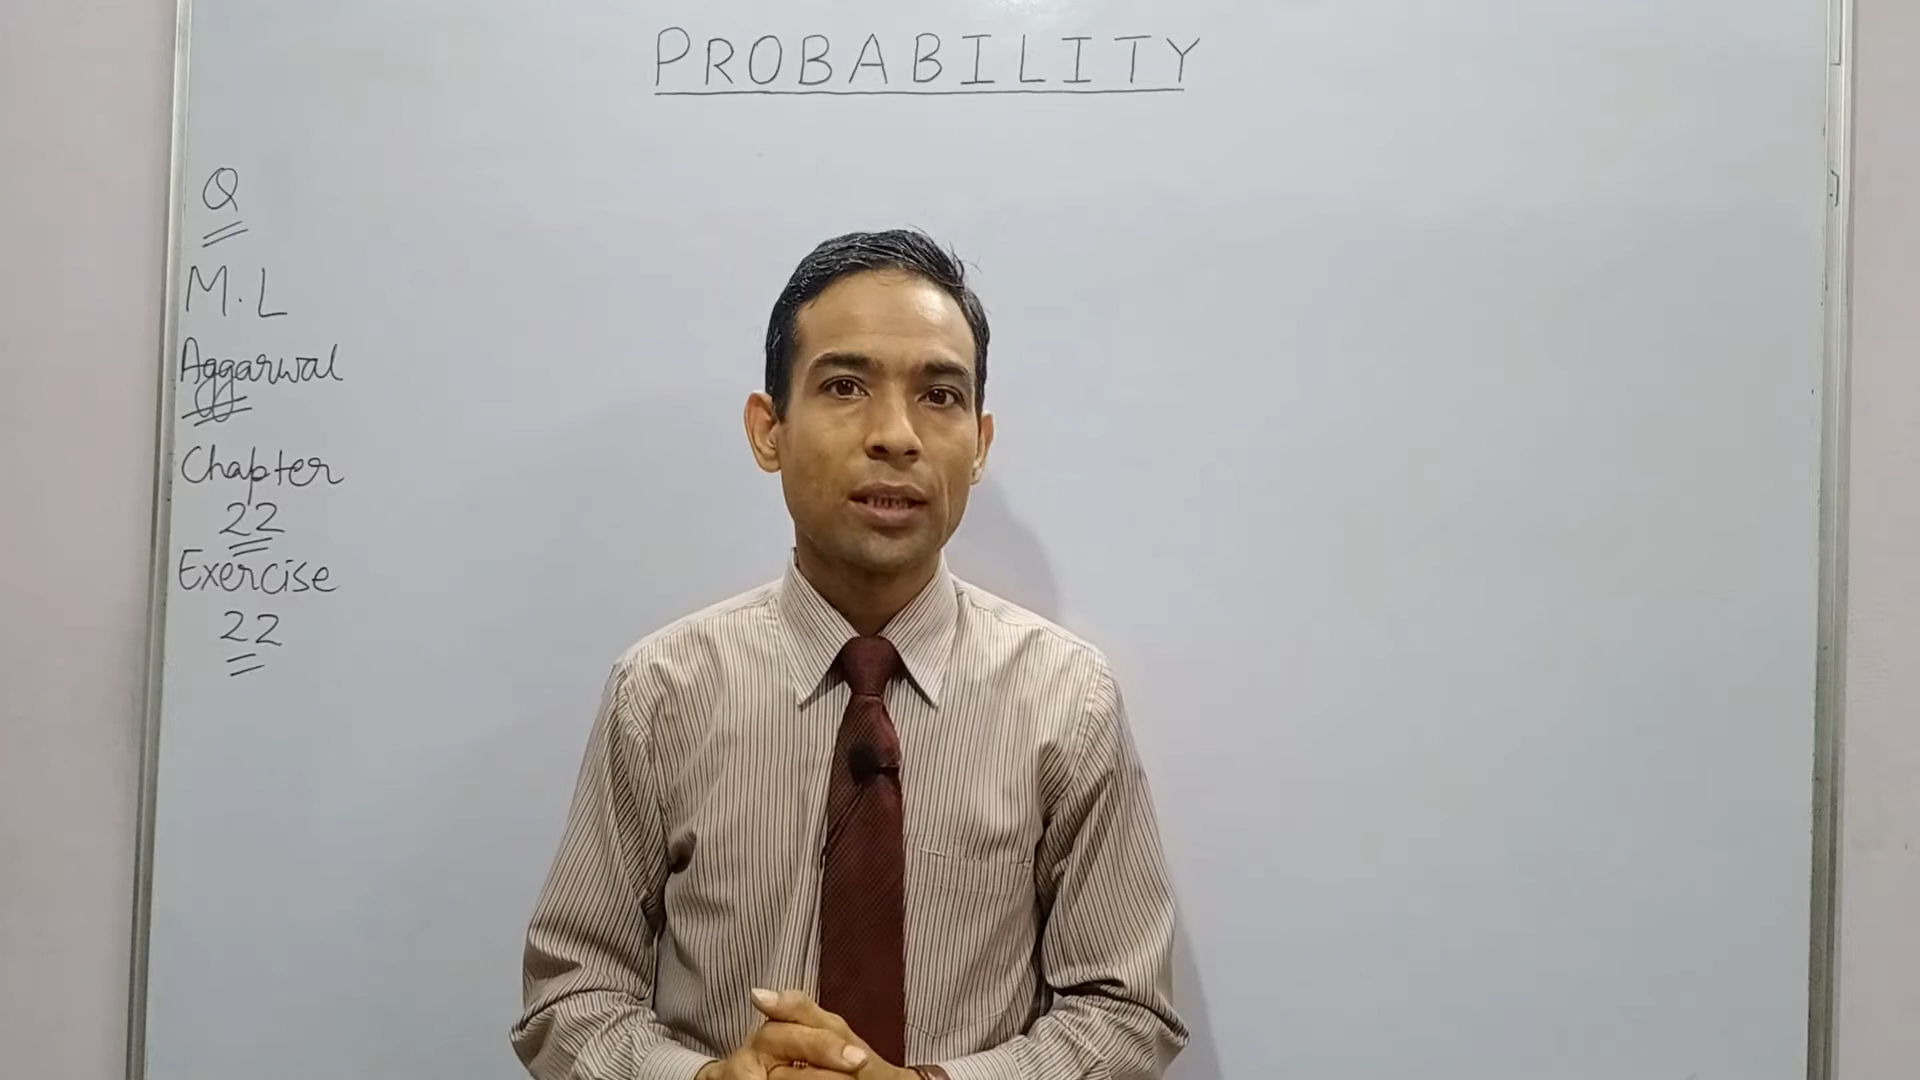 PROBABILITY
Q
M.L
Aggarwal
Chapter
22
Exercise
22